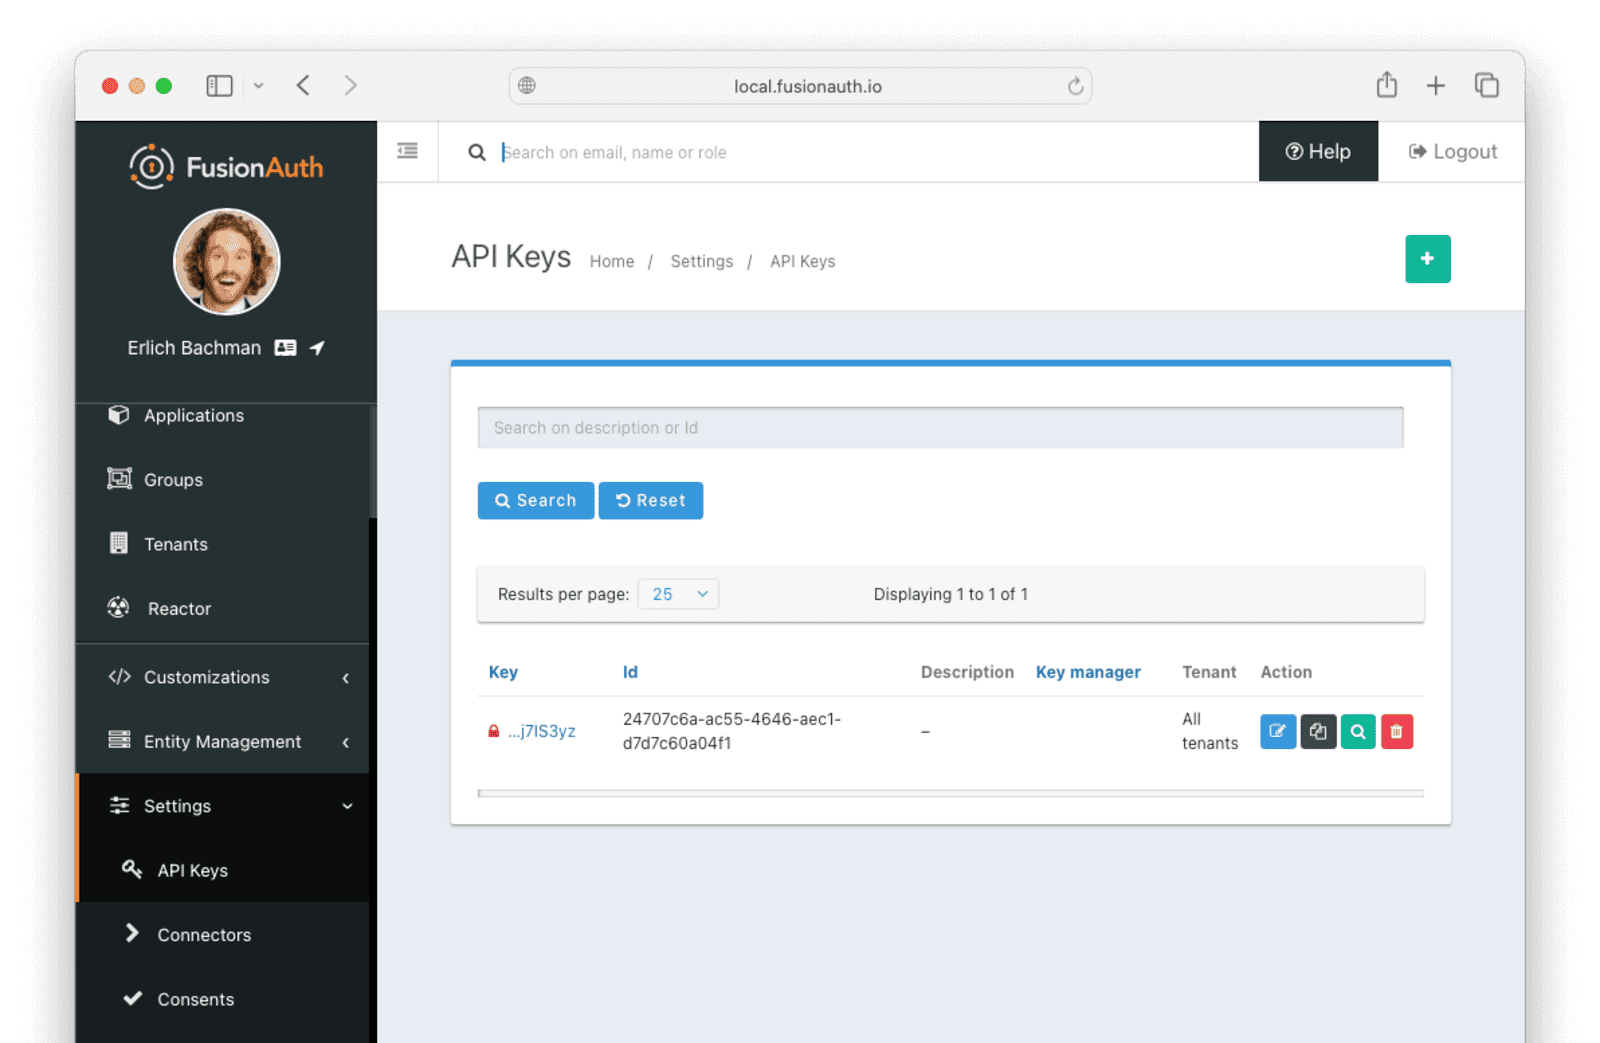 local.fusionauth.io
FusionAuth
Search on email, name or role
Help
Logout
Erlich Bachman
API Keys
Home / Settings / API Keys
Applications
Groups
Tenants
Reactor
Customizations
Entity Management
Settings
API Keys
Connectors
Consents
Search on description or Id
Search
Reset
Results per page: 25
Displaying 1 to 1 of 1
Key Id Description Key manager Tenant Action
...j7IS3yz 24707c6a-ac55-4646-aec1- – All
d7d7c60a04f1 tenants